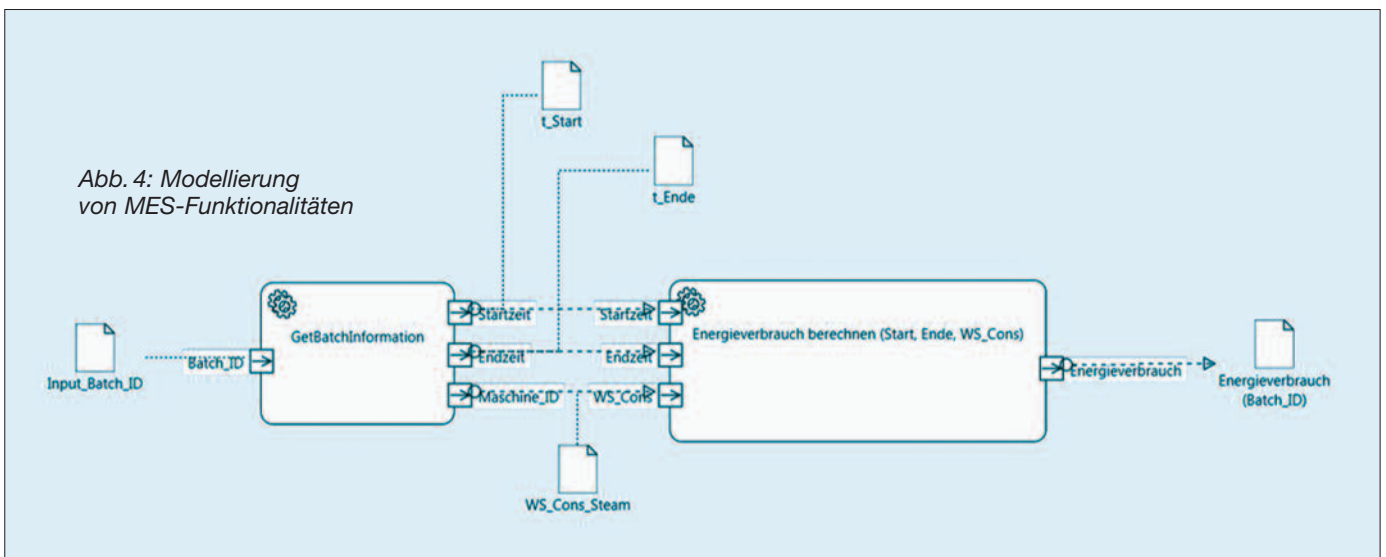 t_Start
t_Ende
Abb. 4: Modellierung
von MES-Funktionalitäten
Startzeit
Startzeit
GetBatchInformation
Energieverbrauch berechnen (Start, Ende, WS_Cons)
Batch_ID
Endzeit
Endzeit
Input_Batch_ID
Energieverbrauch
Energieverbrauch
(Batch_ID)
Maschine_ID
WS_Cons
WS_Cons_Steam